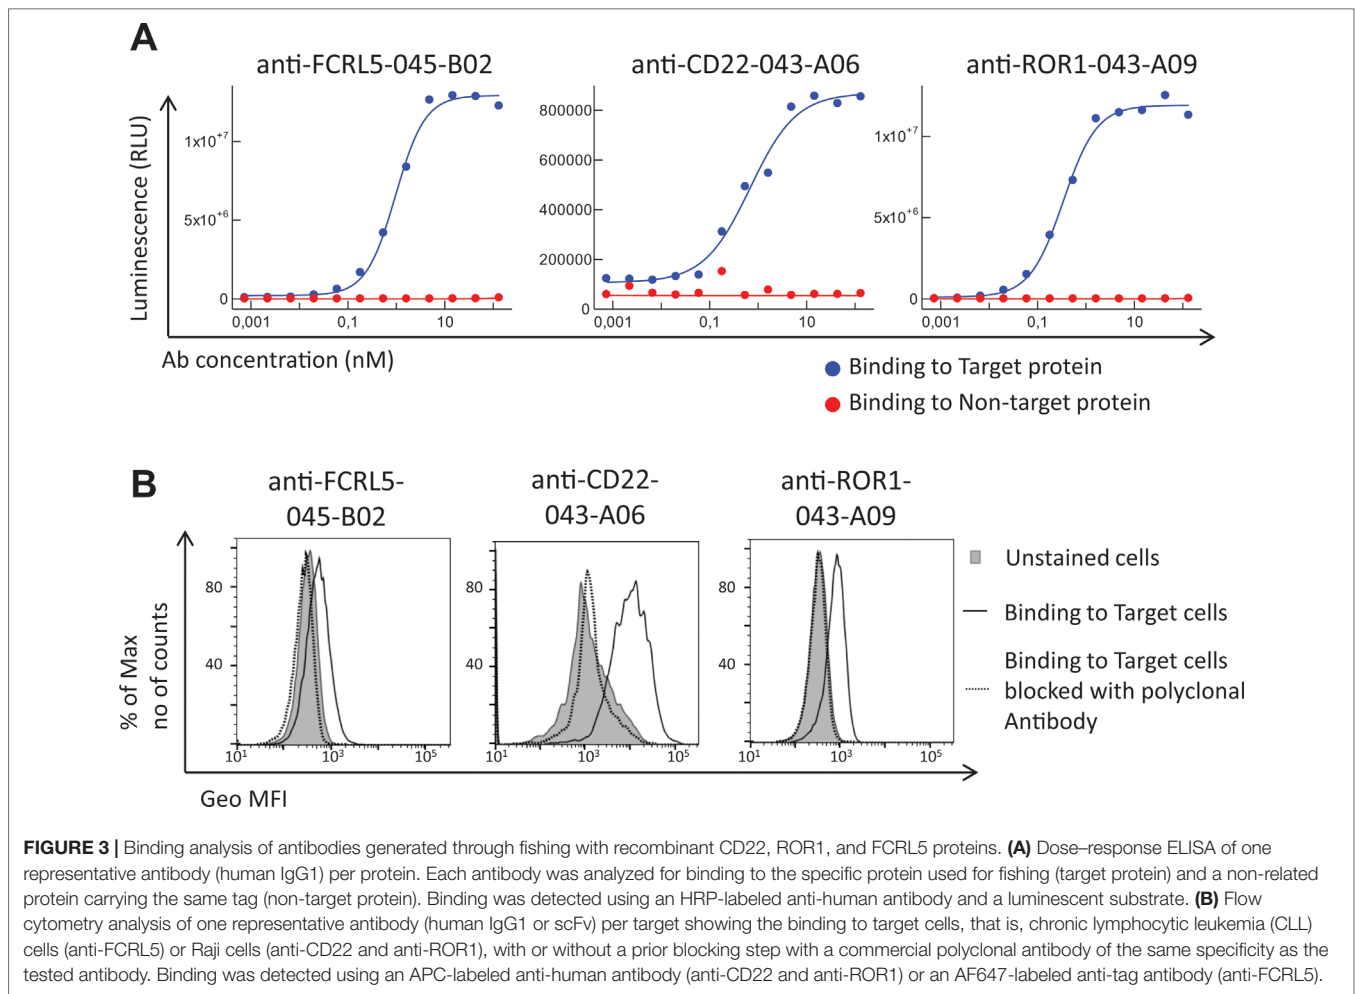 A
anti-FCRL5-045-B02
anti-CD22-043-A06
anti-ROR1-043-A09
Luminescence (RLU)
1x10+7
5x10+6
0
0,001 0,1 10
800000
600000
400000
200000
0
0,001 0,1 10
1x10+7
5x10+6
0
0,001 0,1 10
Ab concentration (nM)
Binding to Target protein
Binding to Non-target protein
B
anti-FCRL5-
045-B02
anti-CD22-
043-A06
anti-ROR1-
043-A09
% of Max
no of counts
80
40
10¹ 10³ 10⁵
80
40
10¹ 10³ 10⁵
80
40
10¹ 10³ 10⁵
Geo MFI
Unstained cells
Binding to Target cells
Binding to Target cells
blocked with polyclonal
Antibody
FIGURE 3 | Binding analysis of antibodies generated through fishing with recombinant CD22, ROR1, and FCRL5 proteins. (A) Dose–response ELISA of one
representative antibody (human IgG1) per protein. Each antibody was analyzed for binding to the specific protein used for fishing (target protein) and a non-related
protein carrying the same tag (non-target protein). Binding was detected using an HRP-labeled anti-human antibody and a luminescent substrate. (B) Flow
cytometry analysis of one representative antibody (human IgG1 or scFv) per target showing the binding to target cells, that is, chronic lymphocytic leukemia (CLL)
cells (anti-FCRL5) or Raji cells (anti-CD22 and anti-ROR1), with or without a prior blocking step with a commercial polyclonal antibody of the same specificity as the
tested antibody. Binding was detected using an APC-labeled anti-human antibody (anti-CD22 and anti-ROR1) or an AF647-labeled anti-tag antibody (anti-FCRL5).